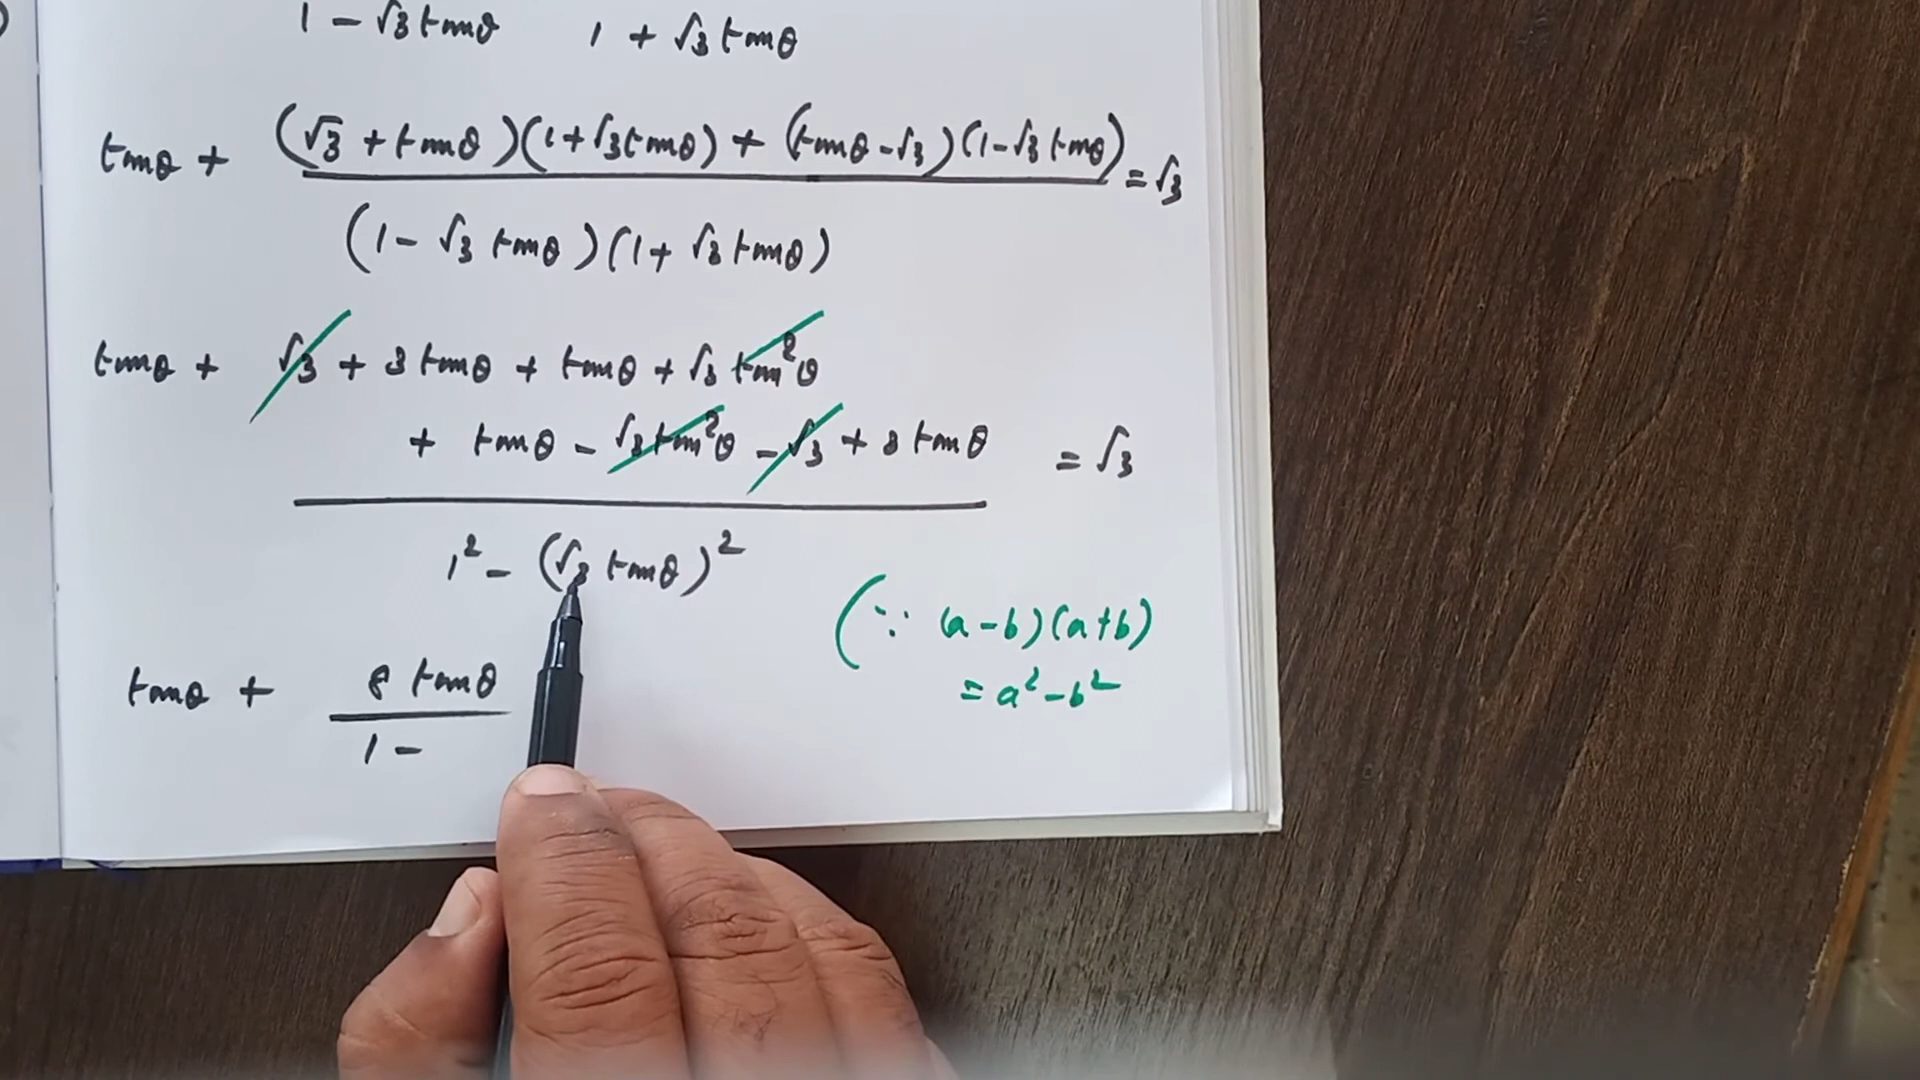 1 - √3 tanθ 1 + √3 tanθ
tanθ + (√3 + tanθ)(1 + √3 tanθ) + (tanθ - √3)(1 - √3 tanθ) = √3
(1 - √3 tanθ)(1 + √3 tanθ)
tanθ + √3 + 3 tanθ + tanθ + √3 tan²θ
+ tanθ - √3 tan²θ - √3 + 3 tanθ = √3
1² - (√3 tanθ)²
(∵ (a-b)(a+b)
= a² - b²
tanθ + 8 tanθ
1 -